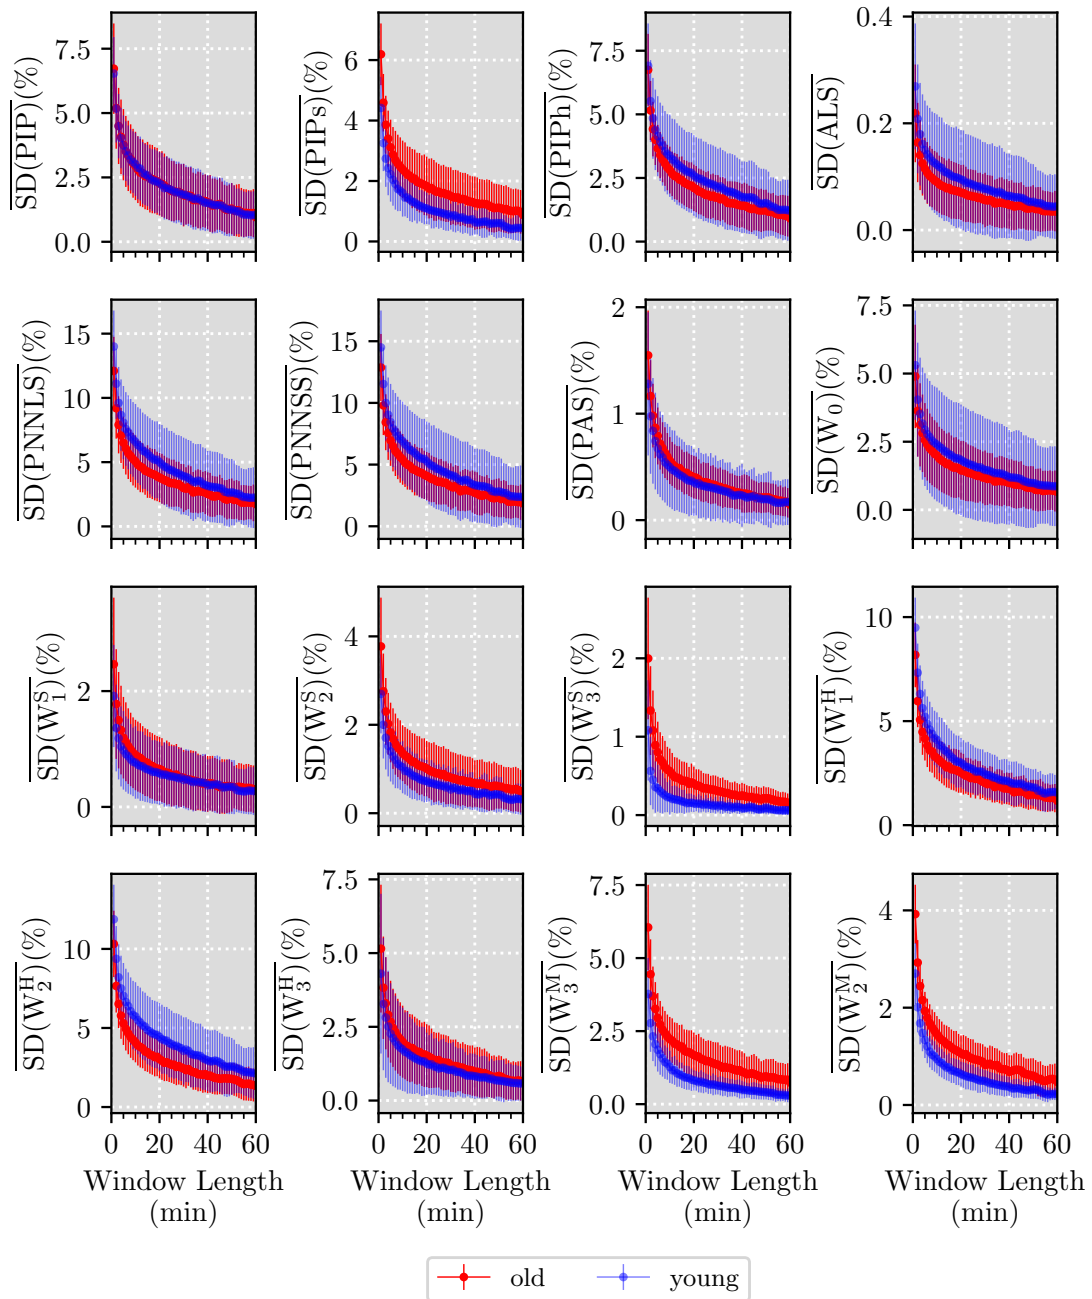 SD(PIP)(%)
7.5
5.0
2.5
0.0
SD(PIPs)(%)
6
4
2
0
SD(PIPh)(%)
7.5
5.0
2.5
0.0
SD(ALS)
0.4
0.2
0.0
SD(PNNLS)(%)
15
10
5
0
SD(PNNSS)(%)
15
10
5
0
SD(PAS)(%)
2
1
0
SD(W₀)(%)
7.5
5.0
2.5
0.0
SD(W₁ˢ)(%)
2
0
SD(W₂ˢ)(%)
4
2
0
SD(W₃ˢ)(%)
2
1
0
SD(W₁ᴴ)(%)
10
5
0
SD(W₂ᴴ)(%)
10
5
0
SD(W₃ᴴ)(%)
7.5
5.0
2.5
0.0
SD(W₃ᴹ)(%)
7.5
5.0
2.5
0.0
SD(W₂ᴹ)(%)
4
2
0
0 20 40 60
0 20 40 60
0 20 40 60
0 20 40 60
Window Length
(min)
Window Length
(min)
Window Length
(min)
Window Length
(min)
old
young